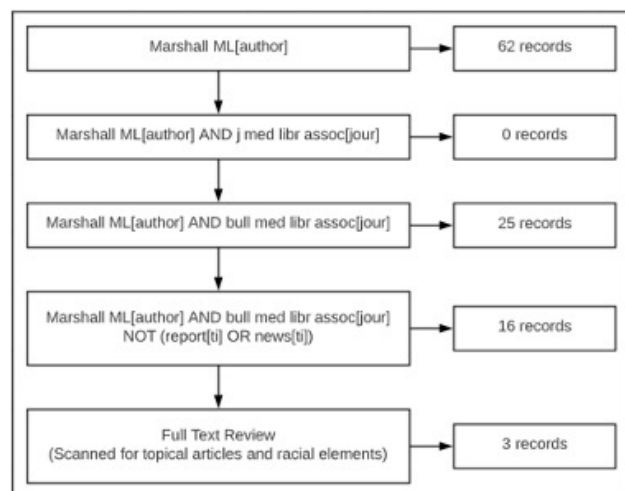 Marshall ML[author]
62 records
Marshall ML[author] AND j med libr assoc[jour]
0 records
Marshall ML[author] AND bull med libr assoc[jour]
25 records
Marshall ML[author] AND bull med libr assoc[jour]
NOT (report[ti] OR news[ti])
16 records
Full Text Review
(Scanned for topical articles and racial elements)
3 records